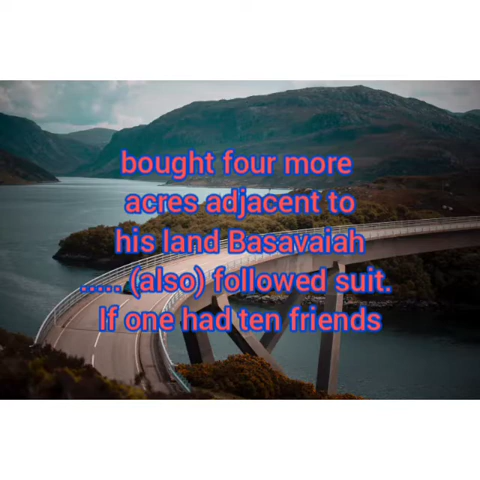 bought four more
acres adjacent to
his land Basavaiah
..... (also) followed suit.
If one had ten friends